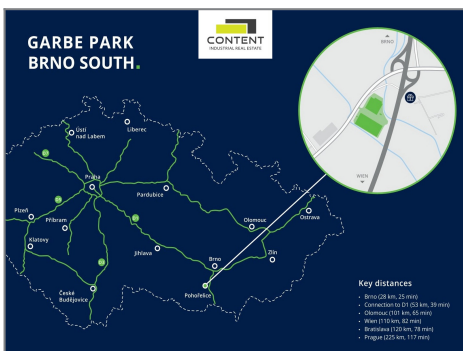 GARBE PARK
BRNO SOUTH.
CONTENT
INDUSTRIAL REAL ESTATE
BRNO
WIEN
Ústí
nad Labem
Liberec
Praha
Pardubice
Plzeň
Příbram
Klatovy
Olomouc
Ostrava
Jihlava
Brno
Zlín
České
Budějovice
Pohořelice
Key distances
• Brno (28 km, 25 min)
• Connection to D1 (53 km, 39 min)
• Olomouc (101 km, 65 min)
• Wien (110 km, 82 min)
• Bratislava (120 km, 78 min)
• Prague (225 km, 117 min)